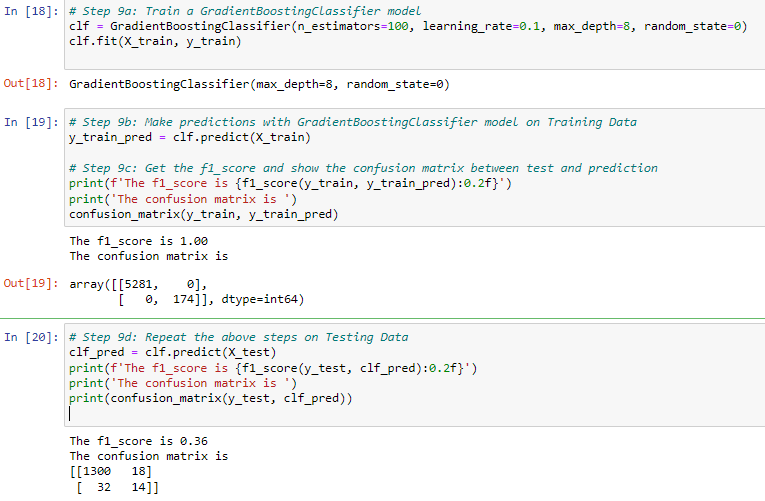 In [18]: # Step 9a: Train a GradientBoostingClassifier model
clf = GradientBoostingClassifier(n_estimators=100, learning_rate=0.1, max_depth=8, random_state=0)
clf.fit(X_train, y_train)
Out[18]: GradientBoostingClassifier(max_depth=8, random_state=0)
In [19]: # Step 9b: Make predictions with GradientBoostingClassifier model on Training Data
y_train_pred = clf.predict(X_train)
# Step 9c: Get the f1_score and show the confusion matrix between test and prediction
print(f'The f1_score is {f1_score(y_train, y_train_pred):0.2f}')
print('The confusion matrix is ')
confusion_matrix(y_train, y_train_pred)
The f1_score is 1.00
The confusion matrix is
Out[19]: array([[5281,    0],
       [   0,  174]], dtype=int64)
In [20]: # Step 9d: Repeat the above steps on Testing Data
clf_pred = clf.predict(X_test)
print(f'The f1_score is {f1_score(y_test, clf_pred):0.2f}')
print('The confusion matrix is ')
print(confusion_matrix(y_test, clf_pred))
The f1_score is 0.36
The confusion matrix is
[[1300   18]
 [  32   14]]